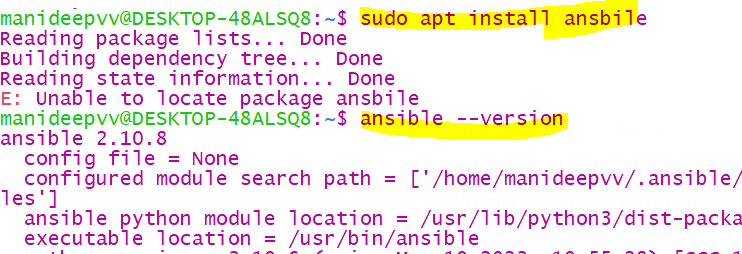 manideepvv@DESKTOP-48ALSQ8:~$ sudo apt install ansbile
Reading package lists... Done
Building dependency tree... Done
Reading state information... Done
E: Unable to locate package ansbile
manideepvv@DESKTOP-48ALSQ8:~$ ansible --version
ansible 2.10.8
  config file = None
  configured module search path = ['/home/manideepvv/.ansible/
les']
  ansible python module location = /usr/lib/python3/dist-packa
  executable location = /usr/bin/ansible